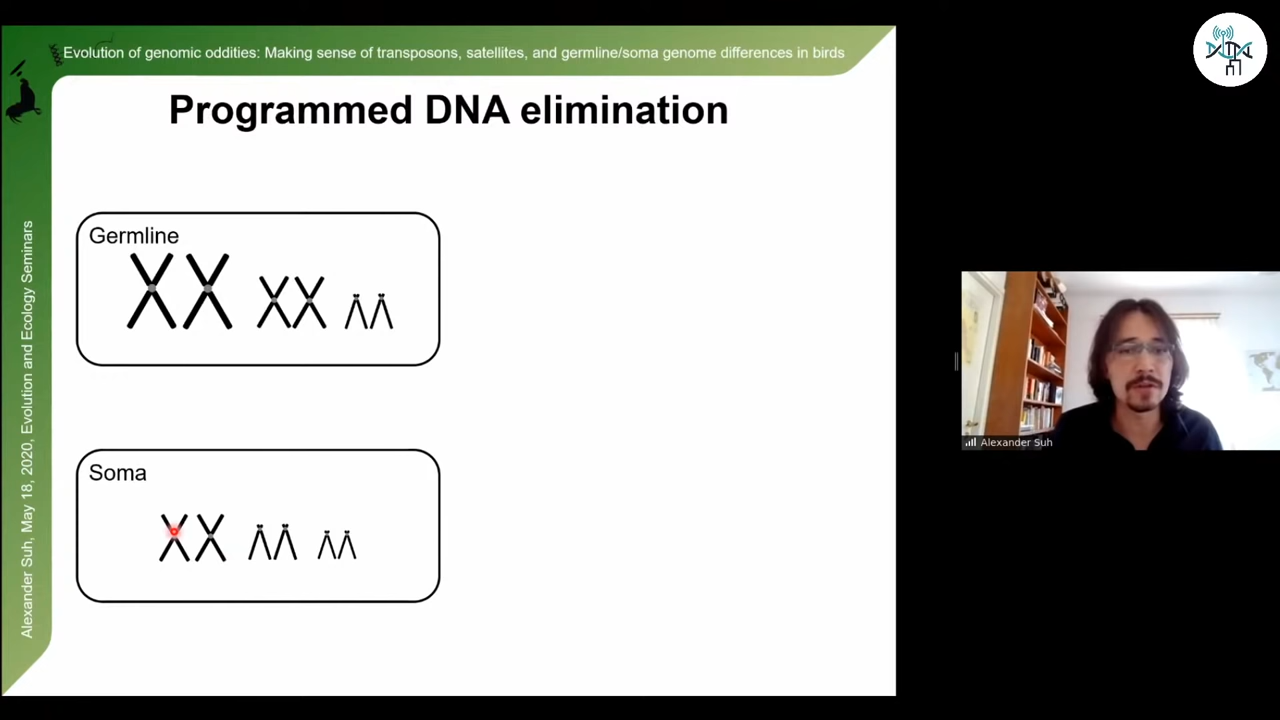 Evolution of genomic oddities: Making sense of transposons, satellites, and germline/soma genome differences in birds
Programmed DNA elimination
Germline
Soma
Alexander Suh, May 18, 2020, Evolution and Ecology Seminars
Alexander Suh